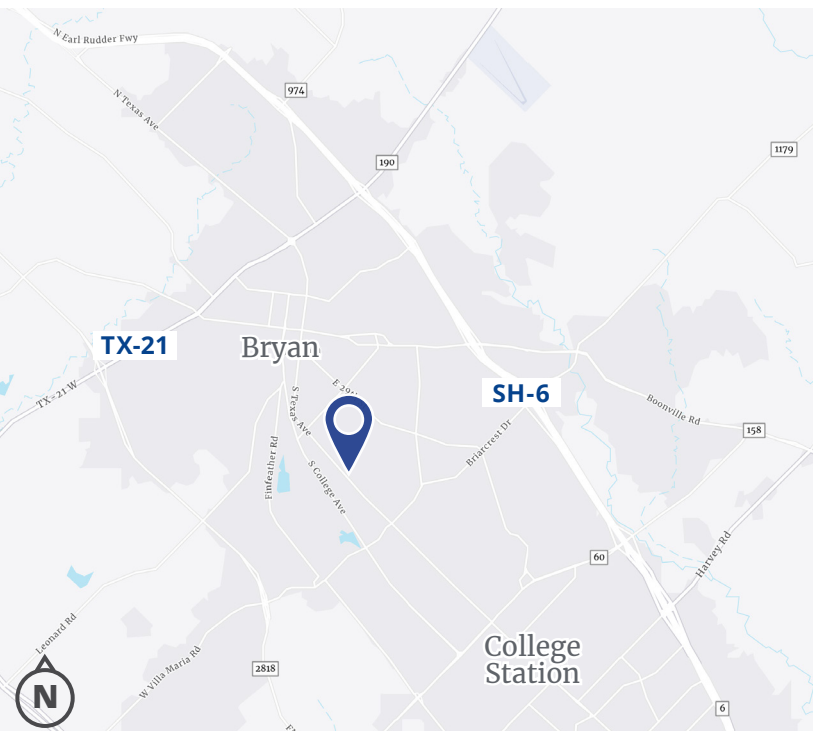 N Earl Rudder Fwy
974
N Texas Ave
1179
190
TX-21
Bryan
SH-6
TX-21 W
S Texas Ave
Boonville Rd
158
Briarcrest Dr
Finfeather Rd
S College Ave
60
Harvey Rd
Leonard Rd
College
Station
W Villa Maria Rd
2818
N
6